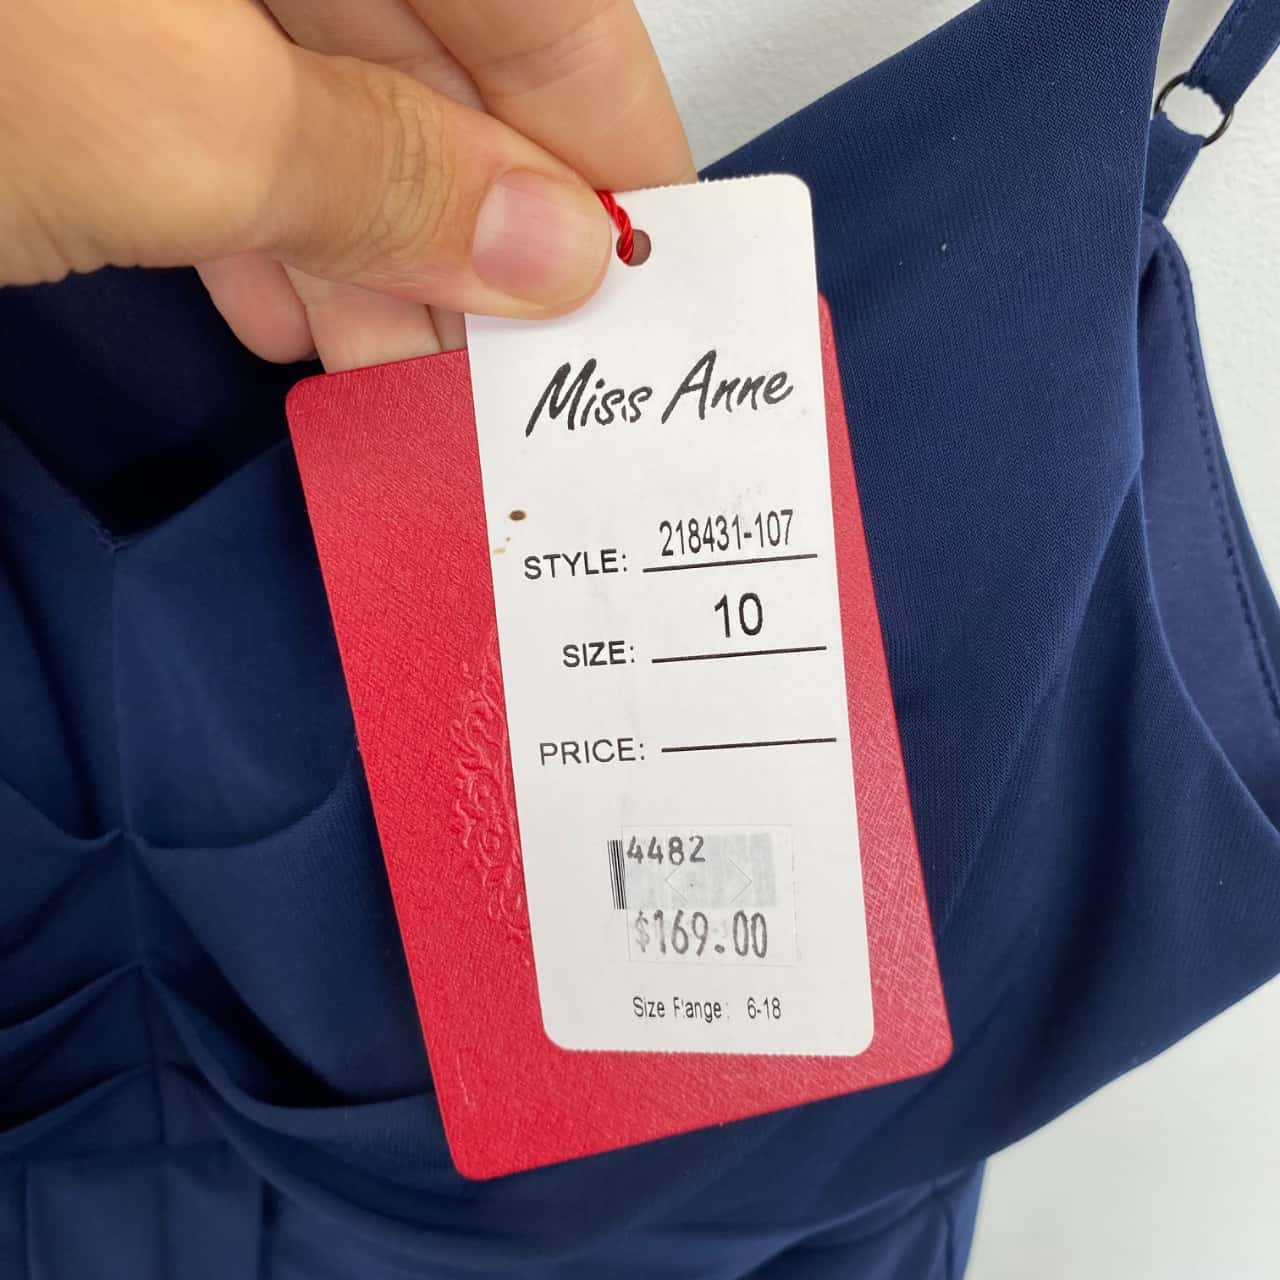 Miss Anne
STYLE: 218431-107
SIZE: 10
PRICE:
4482
$169.00
Size Range: 6-18